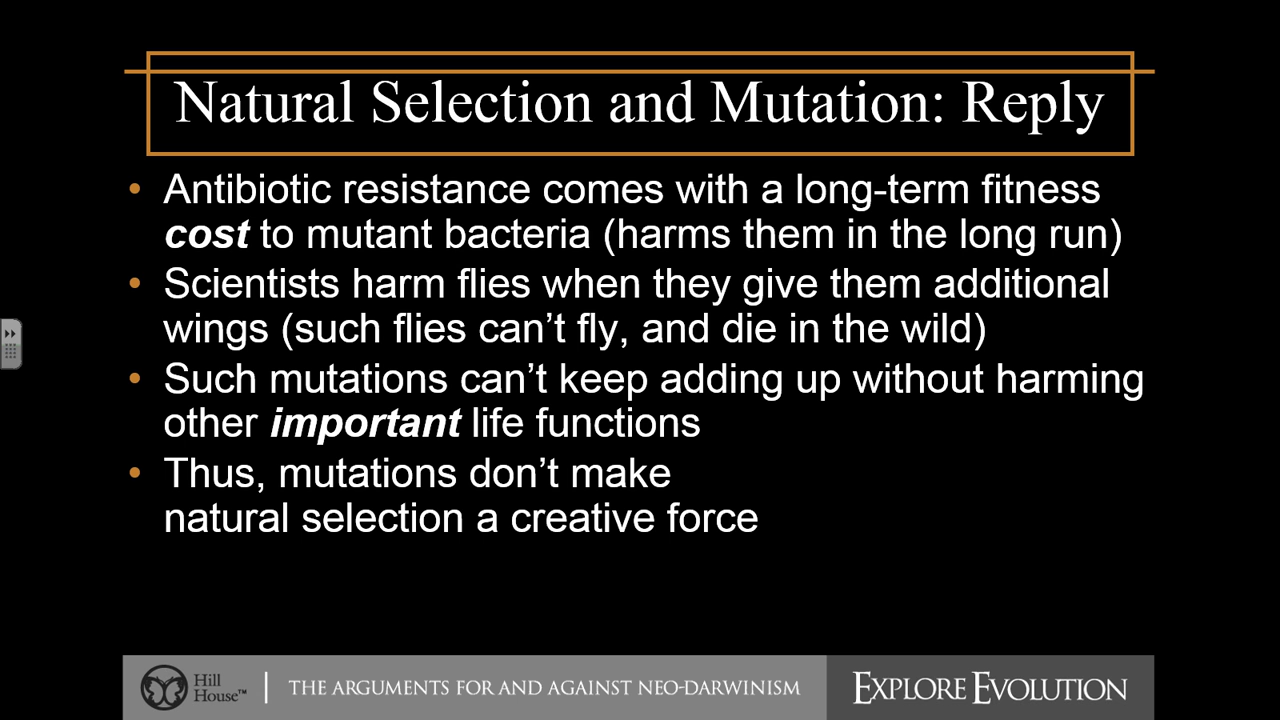 Natural Selection and Mutation: Reply
• Antibiotic resistance comes with a long-term fitness
cost to mutant bacteria (harms them in the long run)
• Scientists harm flies when they give them additional
wings (such flies can’t fly, and die in the wild)
• Such mutations can’t keep adding up without harming
other important life functions
• Thus, mutations don’t make
natural selection a creative force
Hill
House™
THE ARGUMENTS FOR AND AGAINST NEO-DARWINISM
EXPLORE EVOLUTION